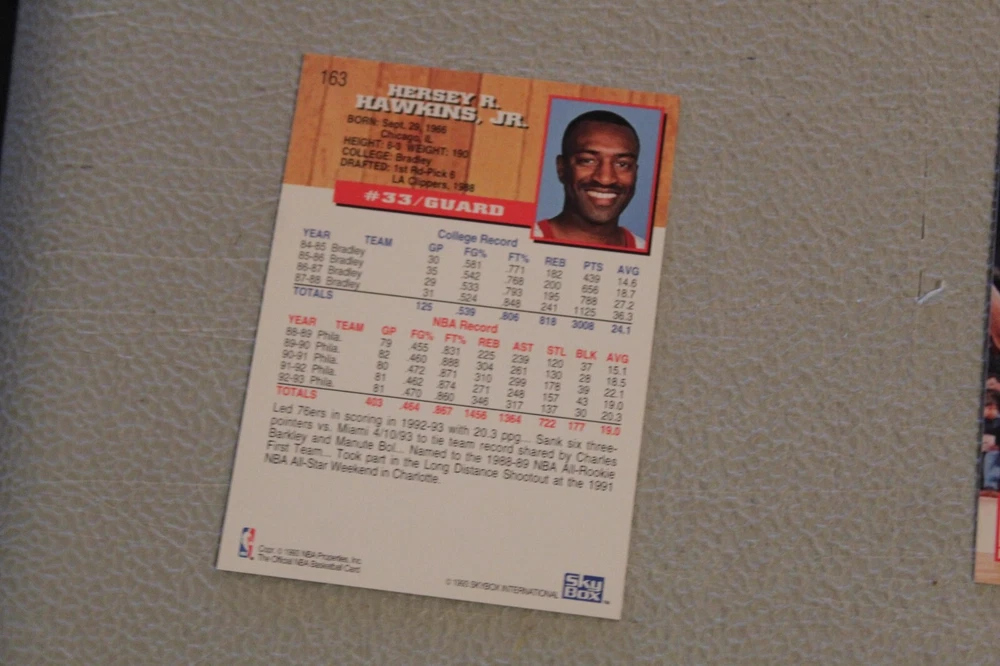 163
HERSEY R.
HAWKINS, JR.
BORN: Sept. 29, 1966
Chicago, IL
HEIGHT: 6-3 WEIGHT: 190
COLLEGE: Bradley
DRAFTED: 1st Rd-Pick 6
LA Clippers, 1988
#33/GUARD
College Record
YEAR TEAM GP FG% FT% REB PTS AVG
84-85 Bradley 30 .581 .771 182 439 14.6
85-86 Bradley 35 .542 .768 200 656 18.7
86-87 Bradley 29 .533 .793 195 788 27.2
87-88 Bradley 31 .524 .848 241 1125 36.3
TOTALS 125 .539 .806 818 3008 24.1
NBA Record
YEAR TEAM GP FG% FT% REB AST STL BLK AVG
88-89 Phila. 79 .455 .831 225 239 120 37 15.1
89-90 Phila. 82 .460 .888 304 261 130 28 18.5
90-91 Phila. 80 .472 .871 310 299 178 39 22.1
91-92 Phila. 81 .462 .874 271 248 157 43 19.0
92-93 Phila. 81 .470 .860 346 317 137 30 20.3
TOTALS 403 .464 .867 1456 1364 722 177 19.0
Led 76ers in scoring in 1992-93 with 20.3 ppg... Sank six three-
pointers vs. Miami 4/10/93 to tie team record shared by Charles
Barkley and Manute Bol... Named to the 1988-89 NBA All-Rookie
First Team... Took part in the Long Distance Shootout at the 1991
NBA All-Star Weekend in Charlotte.
Copr. © 1993 NBA Properties, Inc.
The Official NBA Basketball Card
© 1993 SKYBOX INTERNATIONAL
Sky
Box
TM